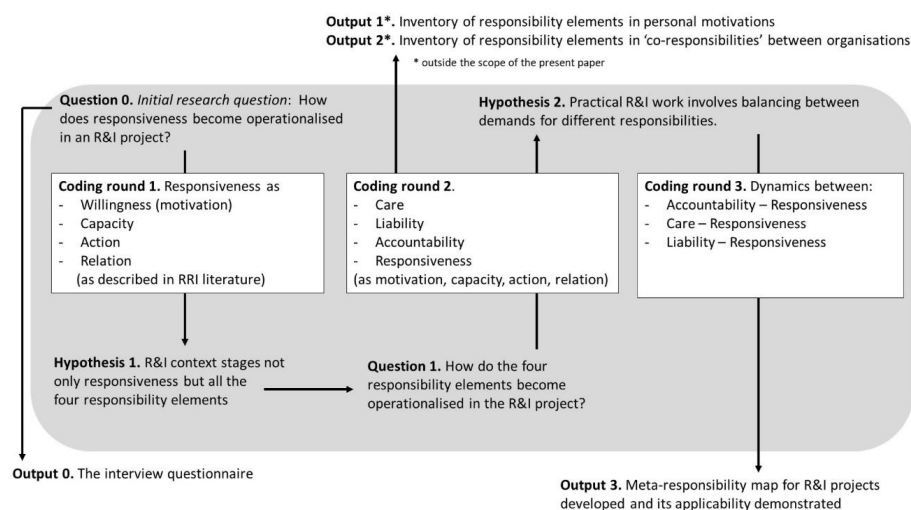 Output 1*. Inventory of responsibility elements in personal motivations
Output 2*. Inventory of responsibility elements in ‘co-responsibilities’ between organisations
* outside the scope of the present paper
Question 0. Initial research question: How
does responsiveness become operationalised
in an R&I project?
Hypothesis 2. Practical R&I work involves balancing between
demands for different responsibilities.
Coding round 1. Responsiveness as
- Willingness (motivation)
- Capacity
- Action
- Relation
(as described in RRI literature)
Coding round 2.
- Care
- Liability
- Accountability
- Responsiveness
(as motivation, capacity, action, relation)
Coding round 3. Dynamics between:
- Accountability – Responsiveness
- Care – Responsiveness
- Liability – Responsiveness
Hypothesis 1. R&I context stages not
only responsiveness but all the
four responsibility elements
Question 1. How do the four
responsibility elements become
operationalised in the R&I project?
Output 0. The interview questionnaire
Output 3. Meta-responsibility map for R&I projects
developed and its applicability demonstrated